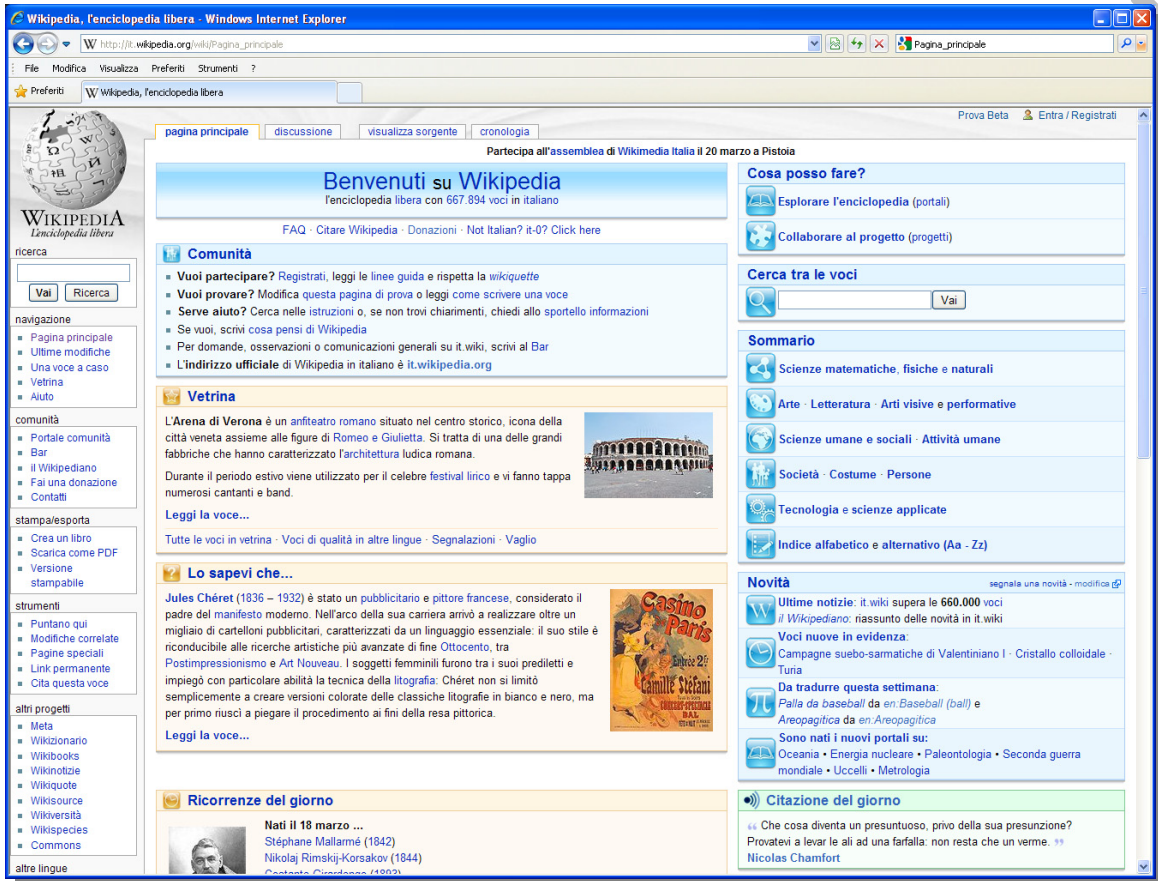 Wikipedia, l'enciclopedia libera - Windows Internet Explorer
http://it.wikipedia.org/wiki/Pagina_principale
Pagina_principale
File Modifica Visualizza Preferiti Strumenti ?
Preferiti
Wikipedia, l'enciclopedia libera
WIKIPEDIA
L'enciclopedia libera
ricerca
Vai Ricerca
navigazione
Pagina principale
Ultime modifiche
Una voce a caso
Vetrina
Aiuto
comunità
Portale comunità
Bar
il Wikipediano
Fai una donazione
Contatti
stampa/esporta
Crea un libro
Scarica come PDF
Versione
stampabile
strumenti
Puntano qui
Modifiche correlate
Pagine speciali
Link permanente
Cita questa voce
altri progetti
Meta
Wikizionario
Wikibooks
Wikinotizie
Wikiquote
Wikisource
Wikiversità
Wikispecies
Commons
altre lingue
Prova Beta Entra / Registrati
pagina principale discussione visualizza sorgente cronologia
Partecipa all'assemblea di Wikimedia Italia il 20 marzo a Pistoia
Benvenuti su Wikipedia
l'enciclopedia libera con 667.894 voci in italiano
FAQ · Citare Wikipedia · Donazioni · Not Italian? it-0? Click here
Comunità
Vuoi partecipare? Registrati, leggi le linee guida e rispetta la wikiquette
Vuoi provare? Modifica questa pagina di prova o leggi come scrivere una voce
Serve aiuto? Cerca nelle istruzioni o, se non trovi chiarimenti, chiedi allo sportello informazioni
Se vuoi, scrivi cosa pensi di Wikipedia
Per domande, osservazioni o comunicazioni generali su it.wiki, scrivi al Bar
L'indirizzo ufficiale di Wikipedia in italiano è it.wikipedia.org
Vetrina
L'Arena di Verona è un anfiteatro romano situato nel centro storico, icona della
città veneta assieme alle figure di Romeo e Giulietta. Si tratta di una delle grandi
fabbriche che hanno caratterizzato l'architettura ludica romana.
Durante il periodo estivo viene utilizzato per il celebre festival lirico e vi fanno tappa
numerosi cantanti e band.
Leggi la voce...
Tutte le voci in vetrina · Voci di qualità in altre lingue · Segnalazioni · Vaglio
Lo sapevi che...
Jules Chéret (1836 – 1932) è stato un pubblicitario e pittore francese, considerato il
padre del manifesto moderno. Nell'arco della sua carriera arrivò a realizzare oltre un
migliaio di cartelloni pubblicitari, caratterizzati da un linguaggio essenziale: il suo stile è
riconducibile alle ricerche artistiche più avanzate di fine Ottocento, tra
Postimpressionismo e Art Nouveau. I soggetti femminili furono tra i suoi prediletti e
impiegò con particolare abilità la tecnica della litografia: Chéret non si limitò
semplicemente a creare versioni colorate delle classiche litografie in bianco e nero, ma
per primo riuscì a piegare il procedimento ai fini della resa pittorica.
Leggi la voce...
Casino
de Paris
Camille Stéfani
Ricorrenze del giorno
Nati il 18 marzo ...
Stéphane Mallarmé (1842)
Nikolaj Rimskij-Korsakov (1844)
Costante Girardengo (1893)
Cosa posso fare?
Esplorare l'enciclopedia (portali)
Collaborare al progetto (progetti)
Cerca tra le voci
Vai
Sommario
Scienze matematiche, fisiche e naturali
Arte · Letteratura · Arti visive e performative
Scienze umane e sociali · Attività umane
Società · Costume · Persone
Tecnologia e scienze applicate
Indice alfabetico e alternativo (Aa - Zz)
Novità
segnala una novità - modifica
Ultime notizie: it.wiki supera le 660.000 voci
il Wikipediano: riassunto delle novità in it.wiki
Voci nuove in evidenza:
Campagne suebo-sarmatiche di Valentiniano I · Cristallo colloidale ·
Turia
Da tradurre questa settimana:
Palla da baseball da en:Baseball (ball) e
Areopagitica da en:Areopagitica
Sono nati i nuovi portali su:
Oceania • Energia nucleare • Paleontologia • Seconda guerra
mondiale • Uccelli • Metrologia
Citazione del giorno
“ Che cosa diventa un presuntuoso, privo della sua presunzione?
Provatevi a levare le ali ad una farfalla: non resta che un verme. ”
Nicolas Chamfort